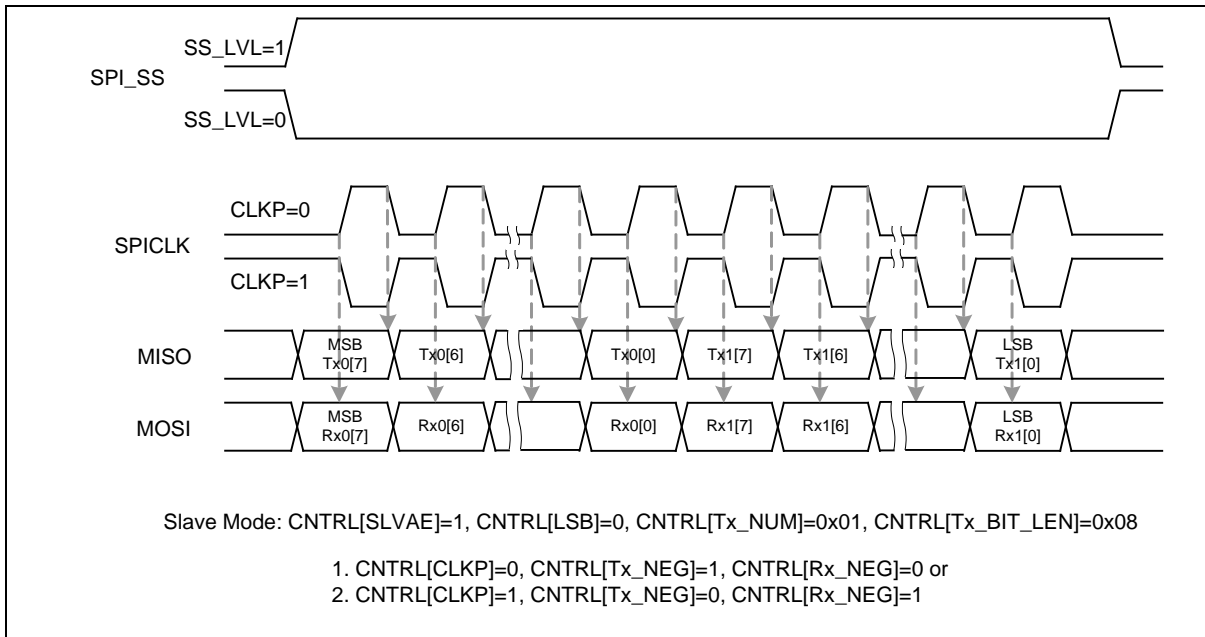 SS_LVL=1
SPI_SS
SS_LVL=0
CLKP=0
SPICLK
CLKP=1
MISO
MSB
Tx0[7]
Tx0[6]
Tx0[0]
Tx1[7]
Tx1[6]
LSB
Tx1[0]
MOSI
MSB
Rx0[7]
Rx0[6]
Rx0[0]
Rx1[7]
Rx1[6]
LSB
Rx1[0]
Slave Mode: CNTRL[SLVAE]=1, CNTRL[LSB]=0, CNTRL[Tx_NUM]=0x01, CNTRL[Tx_BIT_LEN]=0x08
1. CNTRL[CLKP]=0, CNTRL[Tx_NEG]=1, CNTRL[Rx_NEG]=0 or
2. CNTRL[CLKP]=1, CNTRL[Tx_NEG]=0, CNTRL[Rx_NEG]=1